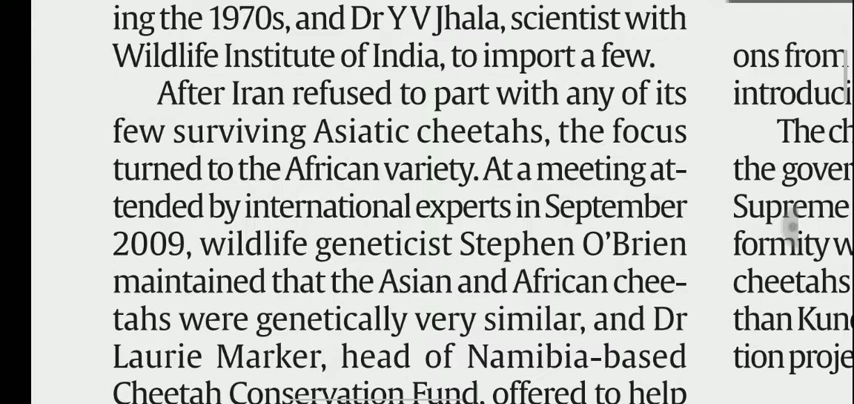 ing the 1970s, and Dr Y V Jhala, scientist with
Wildlife Institute of India, to import a few.
After Iran refused to part with any of its
few surviving Asiatic cheetahs, the focus
turned to the African variety. At a meeting at-
tended by international experts in September
2009, wildlife geneticist Stephen O’Brien
maintained that the Asian and African chee-
tahs were genetically very similar, and Dr
Laurie Marker, head of Namibia-based
Cheetah Conservation Fund, offered to help
ons from
introduci
The ch
the gover
Supreme
formity w
cheetahs
than Kun
tion proje